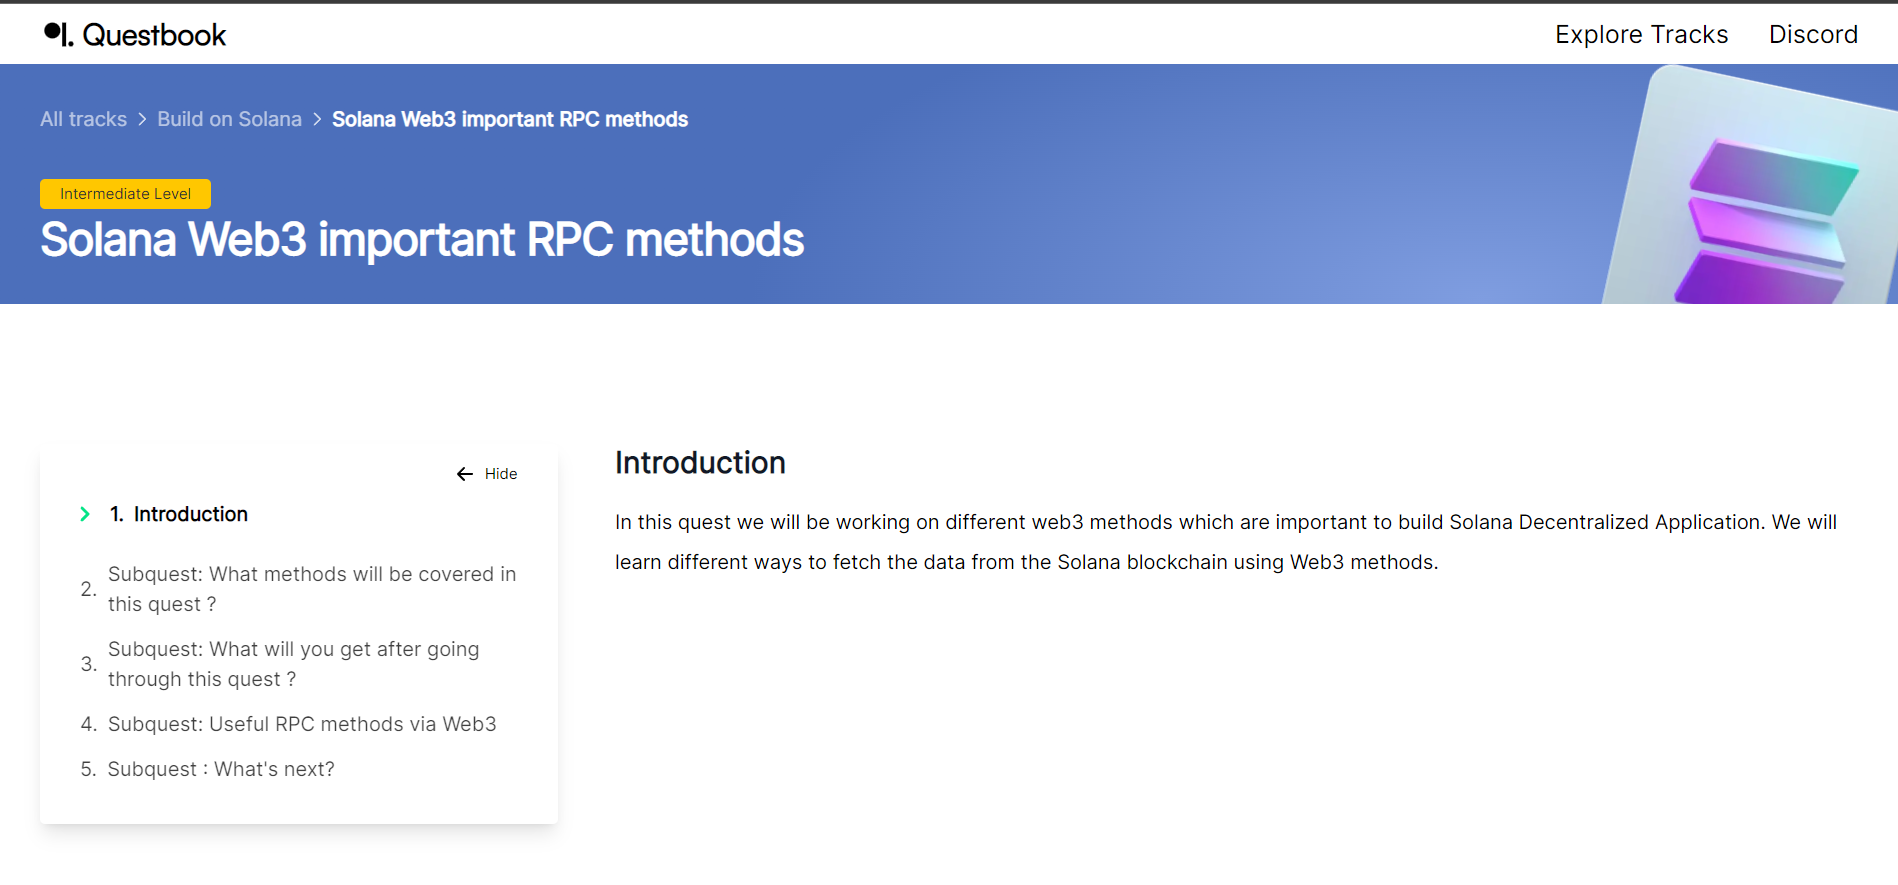 Questbook
Explore Tracks
Discord
All tracks > Build on Solana > Solana Web3 important RPC methods
Intermediate Level
Solana Web3 important RPC methods
Hide
1. Introduction
2. Subquest: What methods will be covered in
this quest ?
3. Subquest: What will you get after going
through this quest ?
4. Subquest: Useful RPC methods via Web3
5. Subquest : What's next?
Introduction
In this quest we will be working on different web3 methods which are important to build Solana Decentralized Application. We will
learn different ways to fetch the data from the Solana blockchain using Web3 methods.